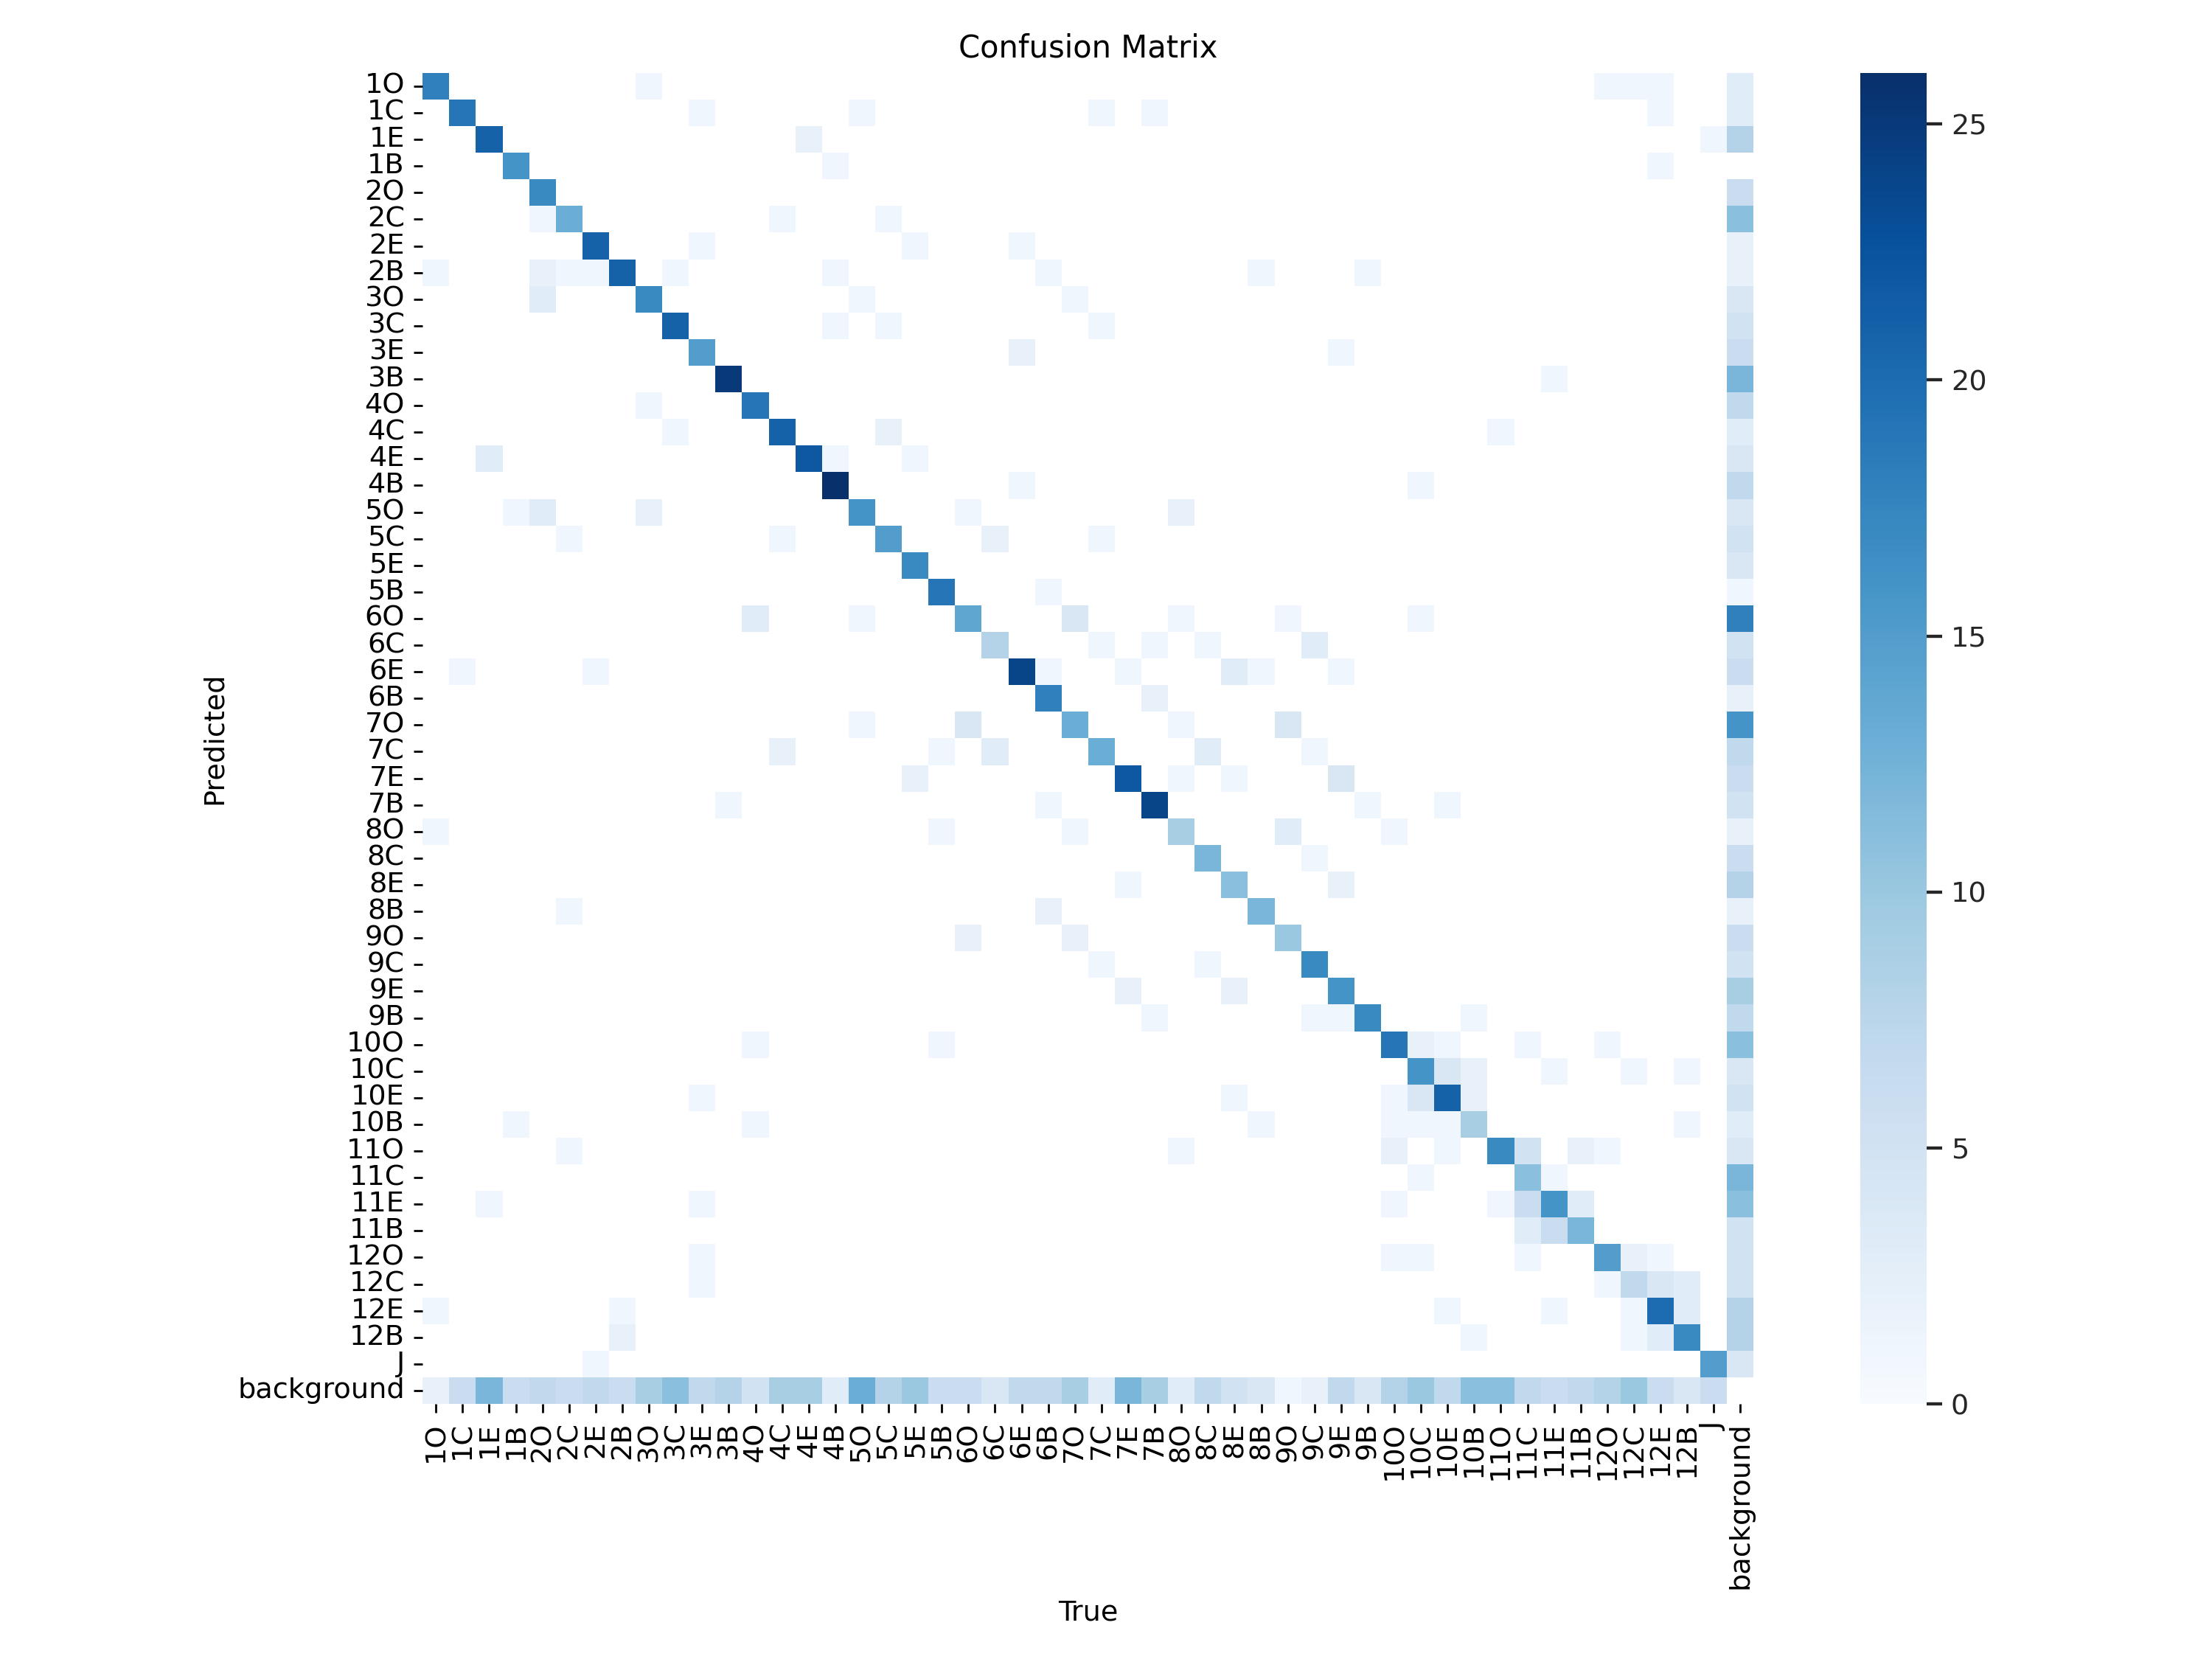 Confusion Matrix
1O
1C
1E
1B
2O
2C
2E
2B
3O
3C
3E
3B
4O
4C
4E
4B
5O
5C
5E
5B
6O
6C
6E
6B
7O
7C
7E
7B
8O
8C
8E
8B
9O
9C
9E
9B
10O
10C
10E
10B
11O
11C
11E
11B
12O
12C
12E
12B
J
background
Predicted
1O 1C 1E 1B 2O 2C 2E 2B 3O 3C 3E 3B 4O 4C 4E 4B 5O 5C 5E 5B 6O 6C 6E 6B 7O 7C 7E 7B 8O 8C 8E 8B 9O 9C 9E 9B 10O 10C 10E 10B 11O 11C 11E 11B 12O 12C 12E 12B J background
True
25
20
15
10
5
0